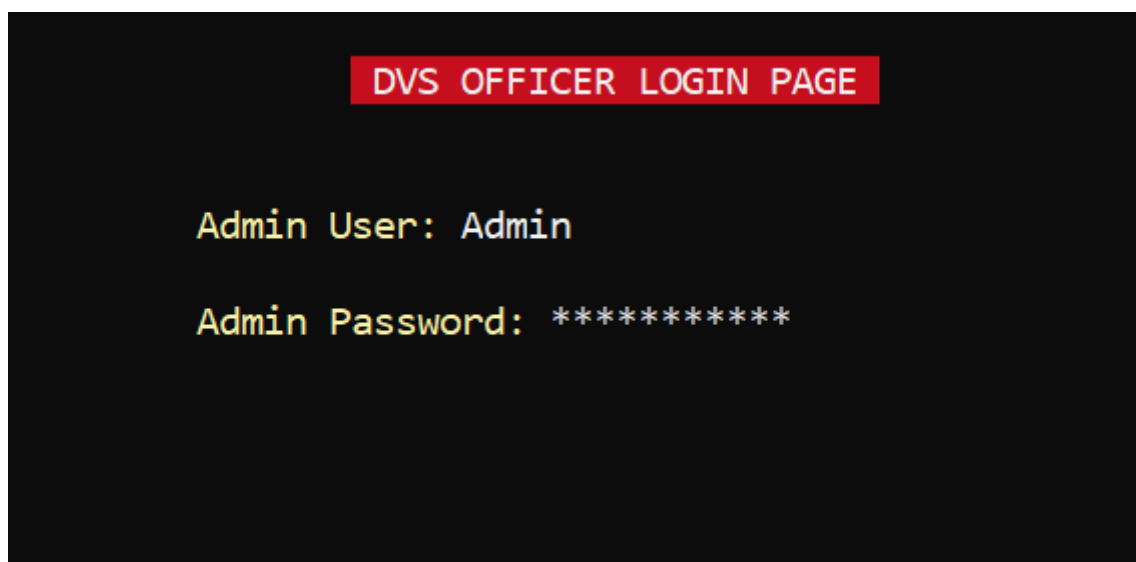 DVS OFFICER LOGIN PAGE
Admin User: Admin
Admin Password: ***********